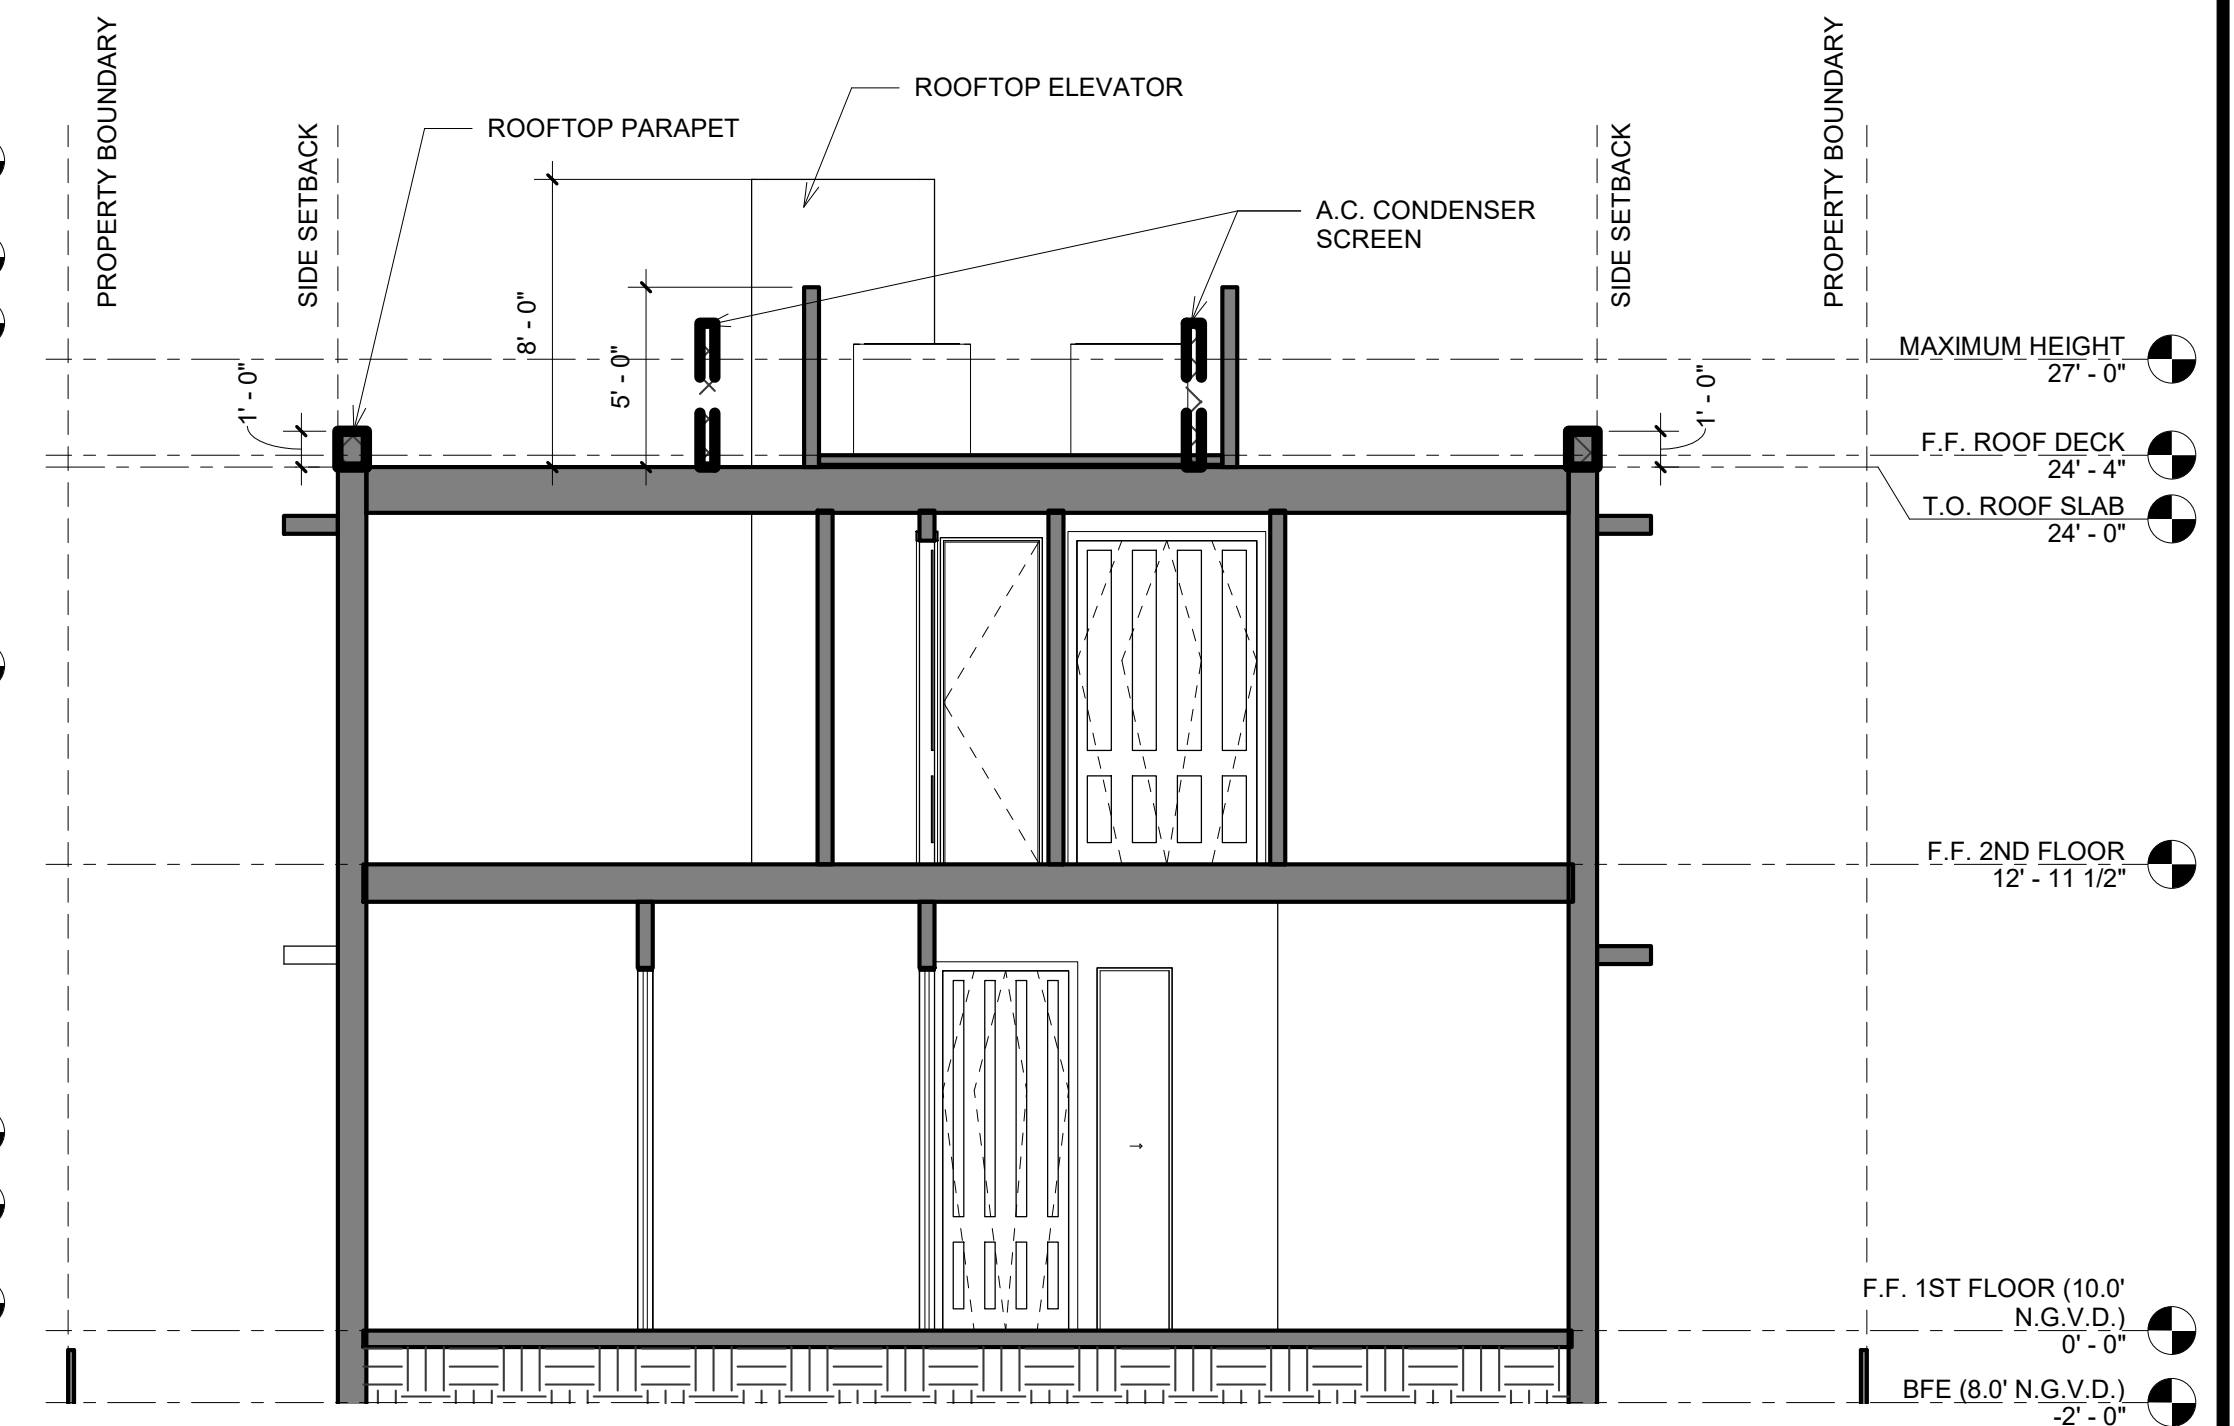 PROPERTY BOUNDARY
SIDE SETBACK
ROOFTOP PARAPET
ROOFTOP ELEVATOR
A.C. CONDENSER
SCREEN
SIDE SETBACK
PROPERTY BOUNDARY
8' - 0"
5' - 0"
1' - 0"
1' - 0"
MAXIMUM HEIGHT
27' - 0"
F.F. ROOF DECK
24' - 4"
T.O. ROOF SLAB
24' - 0"
F.F. 2ND FLOOR
12' - 11 1/2"
F.F. 1ST FLOOR (10.0'
N.G.V.D.)
0' - 0"
BFE (8.0' N.G.V.D.)
-2' - 0"